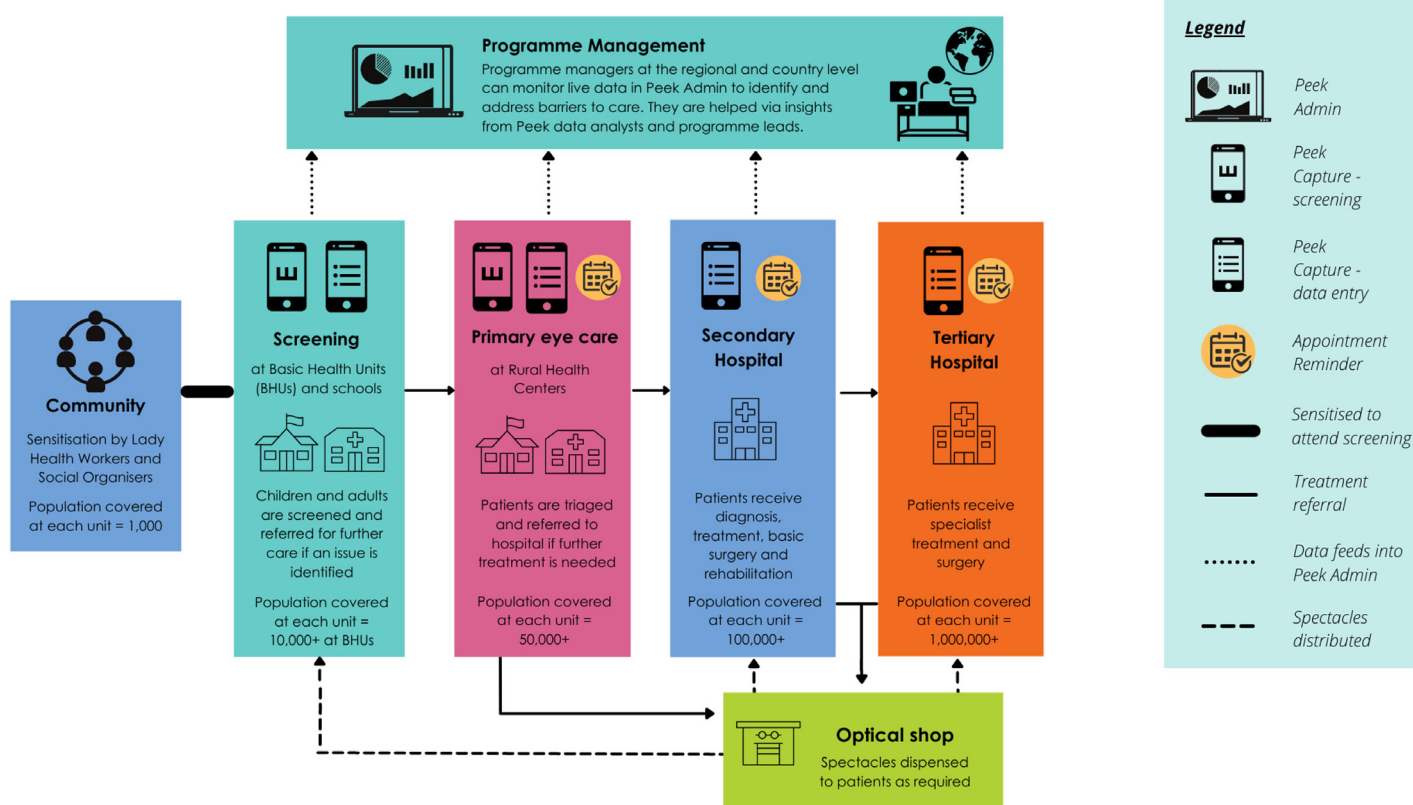 Programme Management
Programme managers at the regional and country level
can monitor live data in Peek Admin to identify and
address barriers to care. They are helped via insights
from Peek data analysts and programme leads.
Community
Sensitisation by Lady
Health Workers and
Social Organisers
Population covered
at each unit = 1,000
E
Screening
at Basic Health Units
(BHUs) and schools
Children and adults
are screened and
referred for further
care if an issue is
identified
Population covered
at each unit =
10,000+ at BHUs
E
Primary eye care
at Rural Health
Centers
Patients are triaged
and referred to
hospital if further
treatment is needed
Population covered
at each unit =
50,000+
Secondary
Hospital
Patients receive
diagnosis,
treatment, basic
surgery and
rehabilitation
Population covered
at each unit =
100,000+
Tertiary
Hospital
Patients receive
specialist
treatment and
surgery
Population covered
at each unit =
1,000,000+
Optical shop
Spectacles dispensed
to patients as required
Legend
Peek
Admin
E
Peek
Capture -
screening
Peek
Capture -
data entry
Appointment
Reminder
Sensitised to
attend screening
Treatment
referral
Data feeds into
Peek Admin
Spectacles
distributed